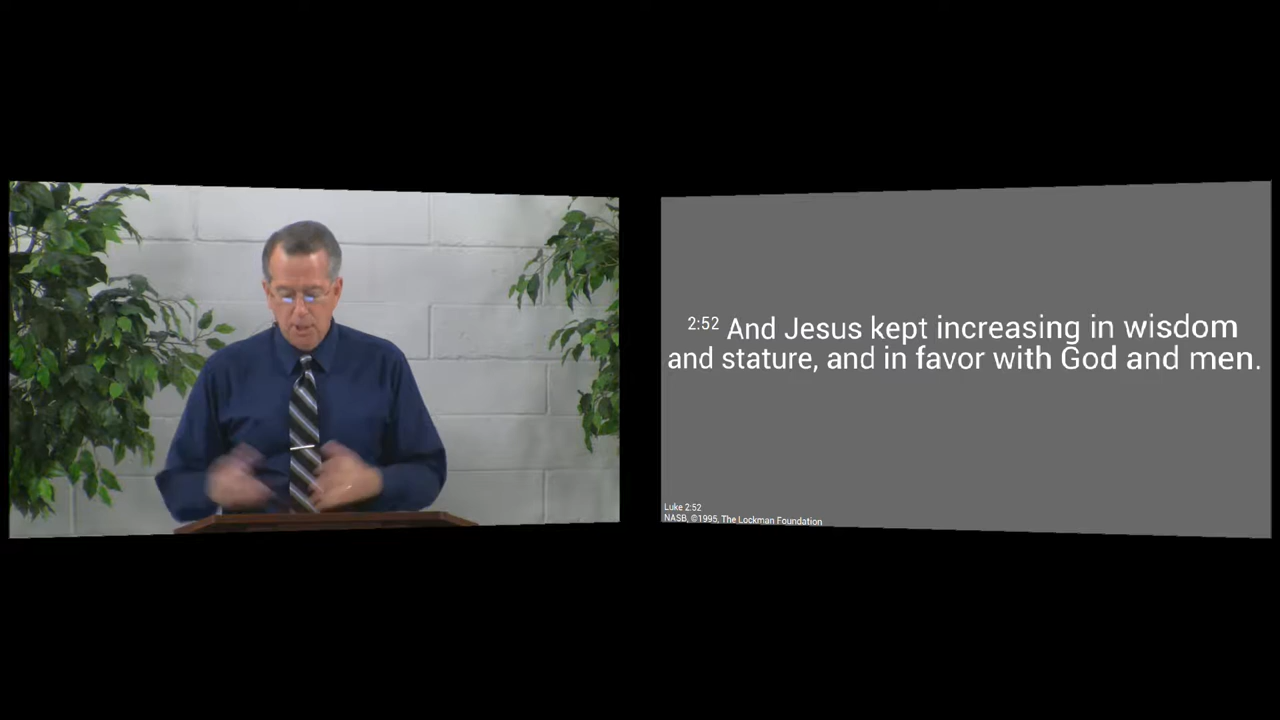 2:52 And Jesus kept increasing in wisdom
and stature, and in favor with God and men.
Luke 2:52
NASB, ©1995, The Lockman Foundation